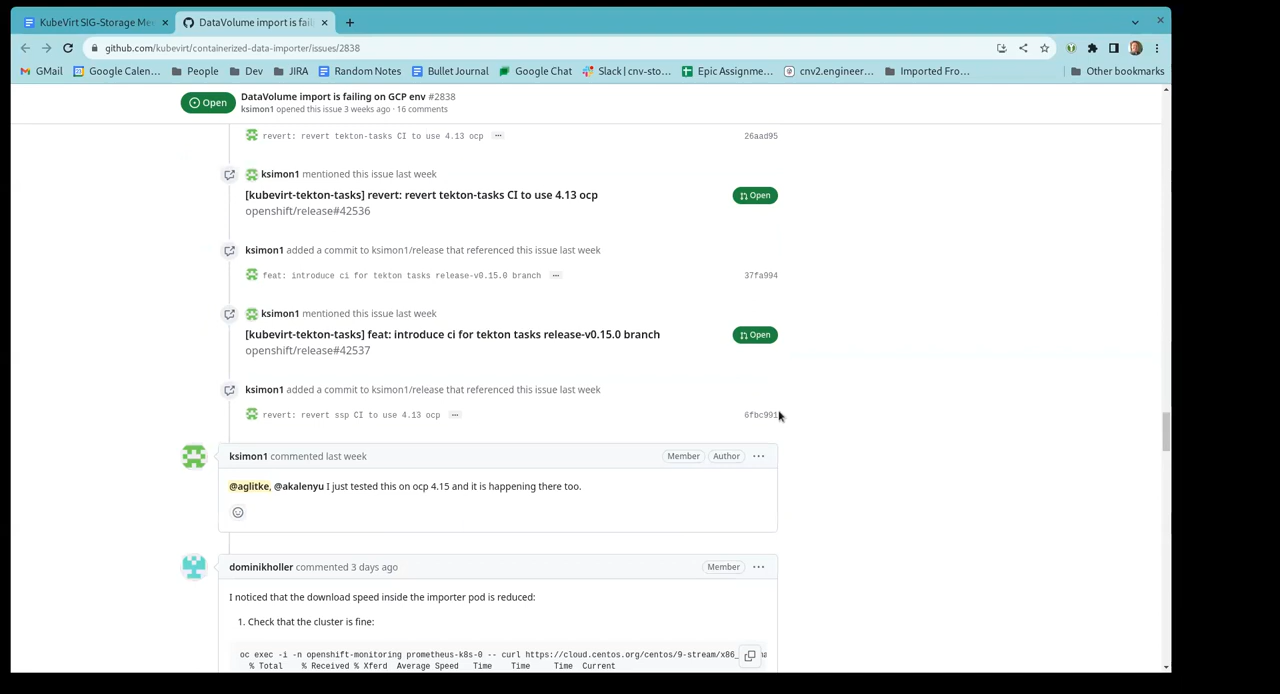 KubeVirt SIG-Storage Me
DataVolume import is fail
github.com/kubevirt/containerized-data-importer/issues/2838
GMail
Google Calen...
People
Dev
JIRA
Random Notes
Bullet Journal
Google Chat
Slack | cnv-sto...
Epic Assignme...
cnv2.engineer...
Imported Fro...
Other bookmarks
Open
DataVolume import is failing on GCP env #2838
ksimon1 opened this issue 3 weeks ago · 16 comments
revert: revert tekton-tasks CI to use 4.13 ocp ... 26aad95
ksimon1 mentioned this issue last week
[kubevirt-tekton-tasks] revert: revert tekton-tasks CI to use 4.13 ocp
Open
openshift/release#42536
ksimon1 added a commit to ksimon1/release that referenced this issue last week
feat: introduce ci for tekton tasks release-v0.15.0 branch ... 37fa994
ksimon1 mentioned this issue last week
[kubevirt-tekton-tasks] feat: introduce ci for tekton tasks release-v0.15.0 branch
Open
openshift/release#42537
ksimon1 added a commit to ksimon1/release that referenced this issue last week
revert: revert ssp CI to use 4.13 ocp ... 6fbc991
ksimon1 commented last week
Member
Author
...
@aglitke, @akalenyu I just tested this on ocp 4.15 and it is happening there too.
dominikholler commented 3 days ago
Member
...
I noticed that the download speed inside the importer pod is reduced:
1. Check that the cluster is fine:
oc exec -i -n openshift-monitoring prometheus-k8s-0 -- curl https://cloud.centos.org/centos/9-stream/x86_
% Total % Received % Xferd Average Speed Time Time Time Current